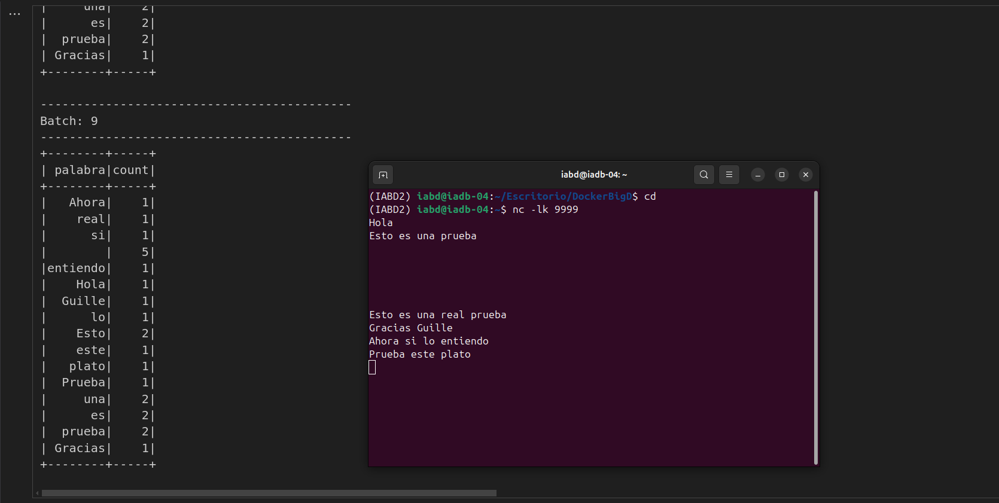 ...
| una| 2|
| es| 2|
| prueba| 2|
| Gracias| 1|
+--------+-----+
-------------------------------------------
Batch: 9
-------------------------------------------
+--------+-----+
| palabra|count|
+--------+-----+
| Ahora| 1|
| real| 1|
| si| 1|
| | 5|
|entiendo| 1|
| Hola| 1|
| Guille| 1|
| lo| 1|
| Esto| 2|
| este| 1|
| plato| 1|
| Prueba| 1|
| una| 2|
| es| 2|
| prueba| 2|
| Gracias| 1|
+--------+-----+
iabd@iadb-04: ~
(IABD2) iabd@iadb-04:~/Escritorio/DockerBigD$ cd
(IABD2) iabd@iadb-04:~$ nc -lk 9999
Hola
Esto es una prueba
Esto es una real prueba
Gracias Guille
Ahora si lo entiendo
Prueba este plato